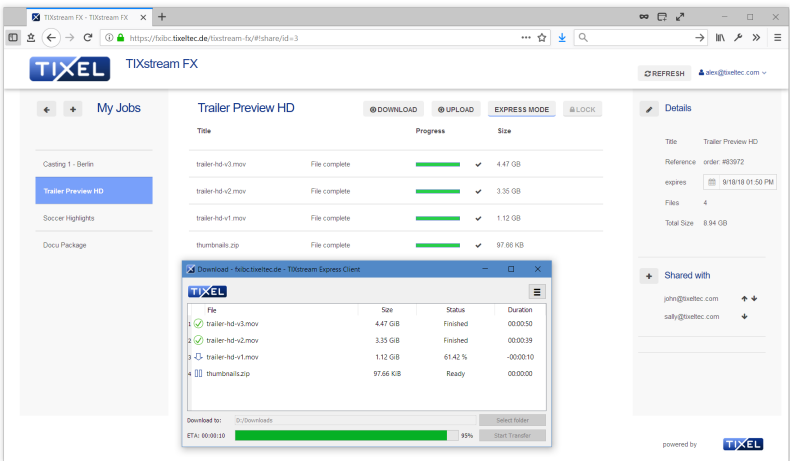 TIXstream FX - TIXstream FX
https://fxibc.tixeltec.de/tixstream-fx/#!share/id=3
TIXEL
TIXstream FX
REFRESH
alex@tixeltec.com
My Jobs
Casting 1 - Berlin
Trailer Preview HD
Soccer Highlights
Docu Package
Trailer Preview HD
DOWNLOAD UPLOAD EXPRESS MODE LOCK
Title Progress Size
trailer-hd-v3.mov File complete 4.47 GB
trailer-hd-v2.mov File complete 3.35 GB
trailer-hd-v1.mov File complete 1.12 GB
thumbnails.zip File complete 97.66 KB
Details
Title Trailer Preview HD
Reference order: #83972
expires 9/18/18 01:50 PM
Files 4
Total Size 8.94 GB
Shared with
john@tixeltec.com
sally@tixeltec.com
Download - fxibc.tixeltec.de - TIXstream Express Client
TIXEL
File Size Status Duration
1 trailer-hd-v3.mov 4.47 GiB Finished 00:00:50
2 trailer-hd-v2.mov 3.35 GiB Finished 00:00:39
3 trailer-hd-v1.mov 1.12 GiB 61.42 % -00:00:10
4 thumbnails.zip 97.66 KiB Ready 00:00:00
Download to: D:/Downloads Select folder
ETA: 00:00:10 95% Start Transfer
powered by TIXEL